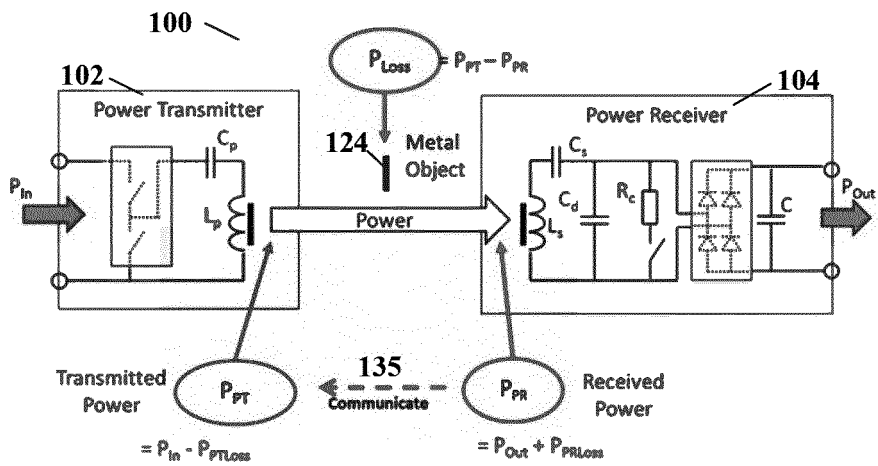 100
P_Loss = P_PT – P_PR
102
104
Power Transmitter
Power Receiver
124
Metal
Object
C_p
C_s
P_In
L_p
Power
L_s
C_d
R_c
C
P_Out
Transmitted
Power
P_PT
135
Communicate
P_PR
Received
Power
= P_In - P_PTLoss
= P_Out + P_PRLoss